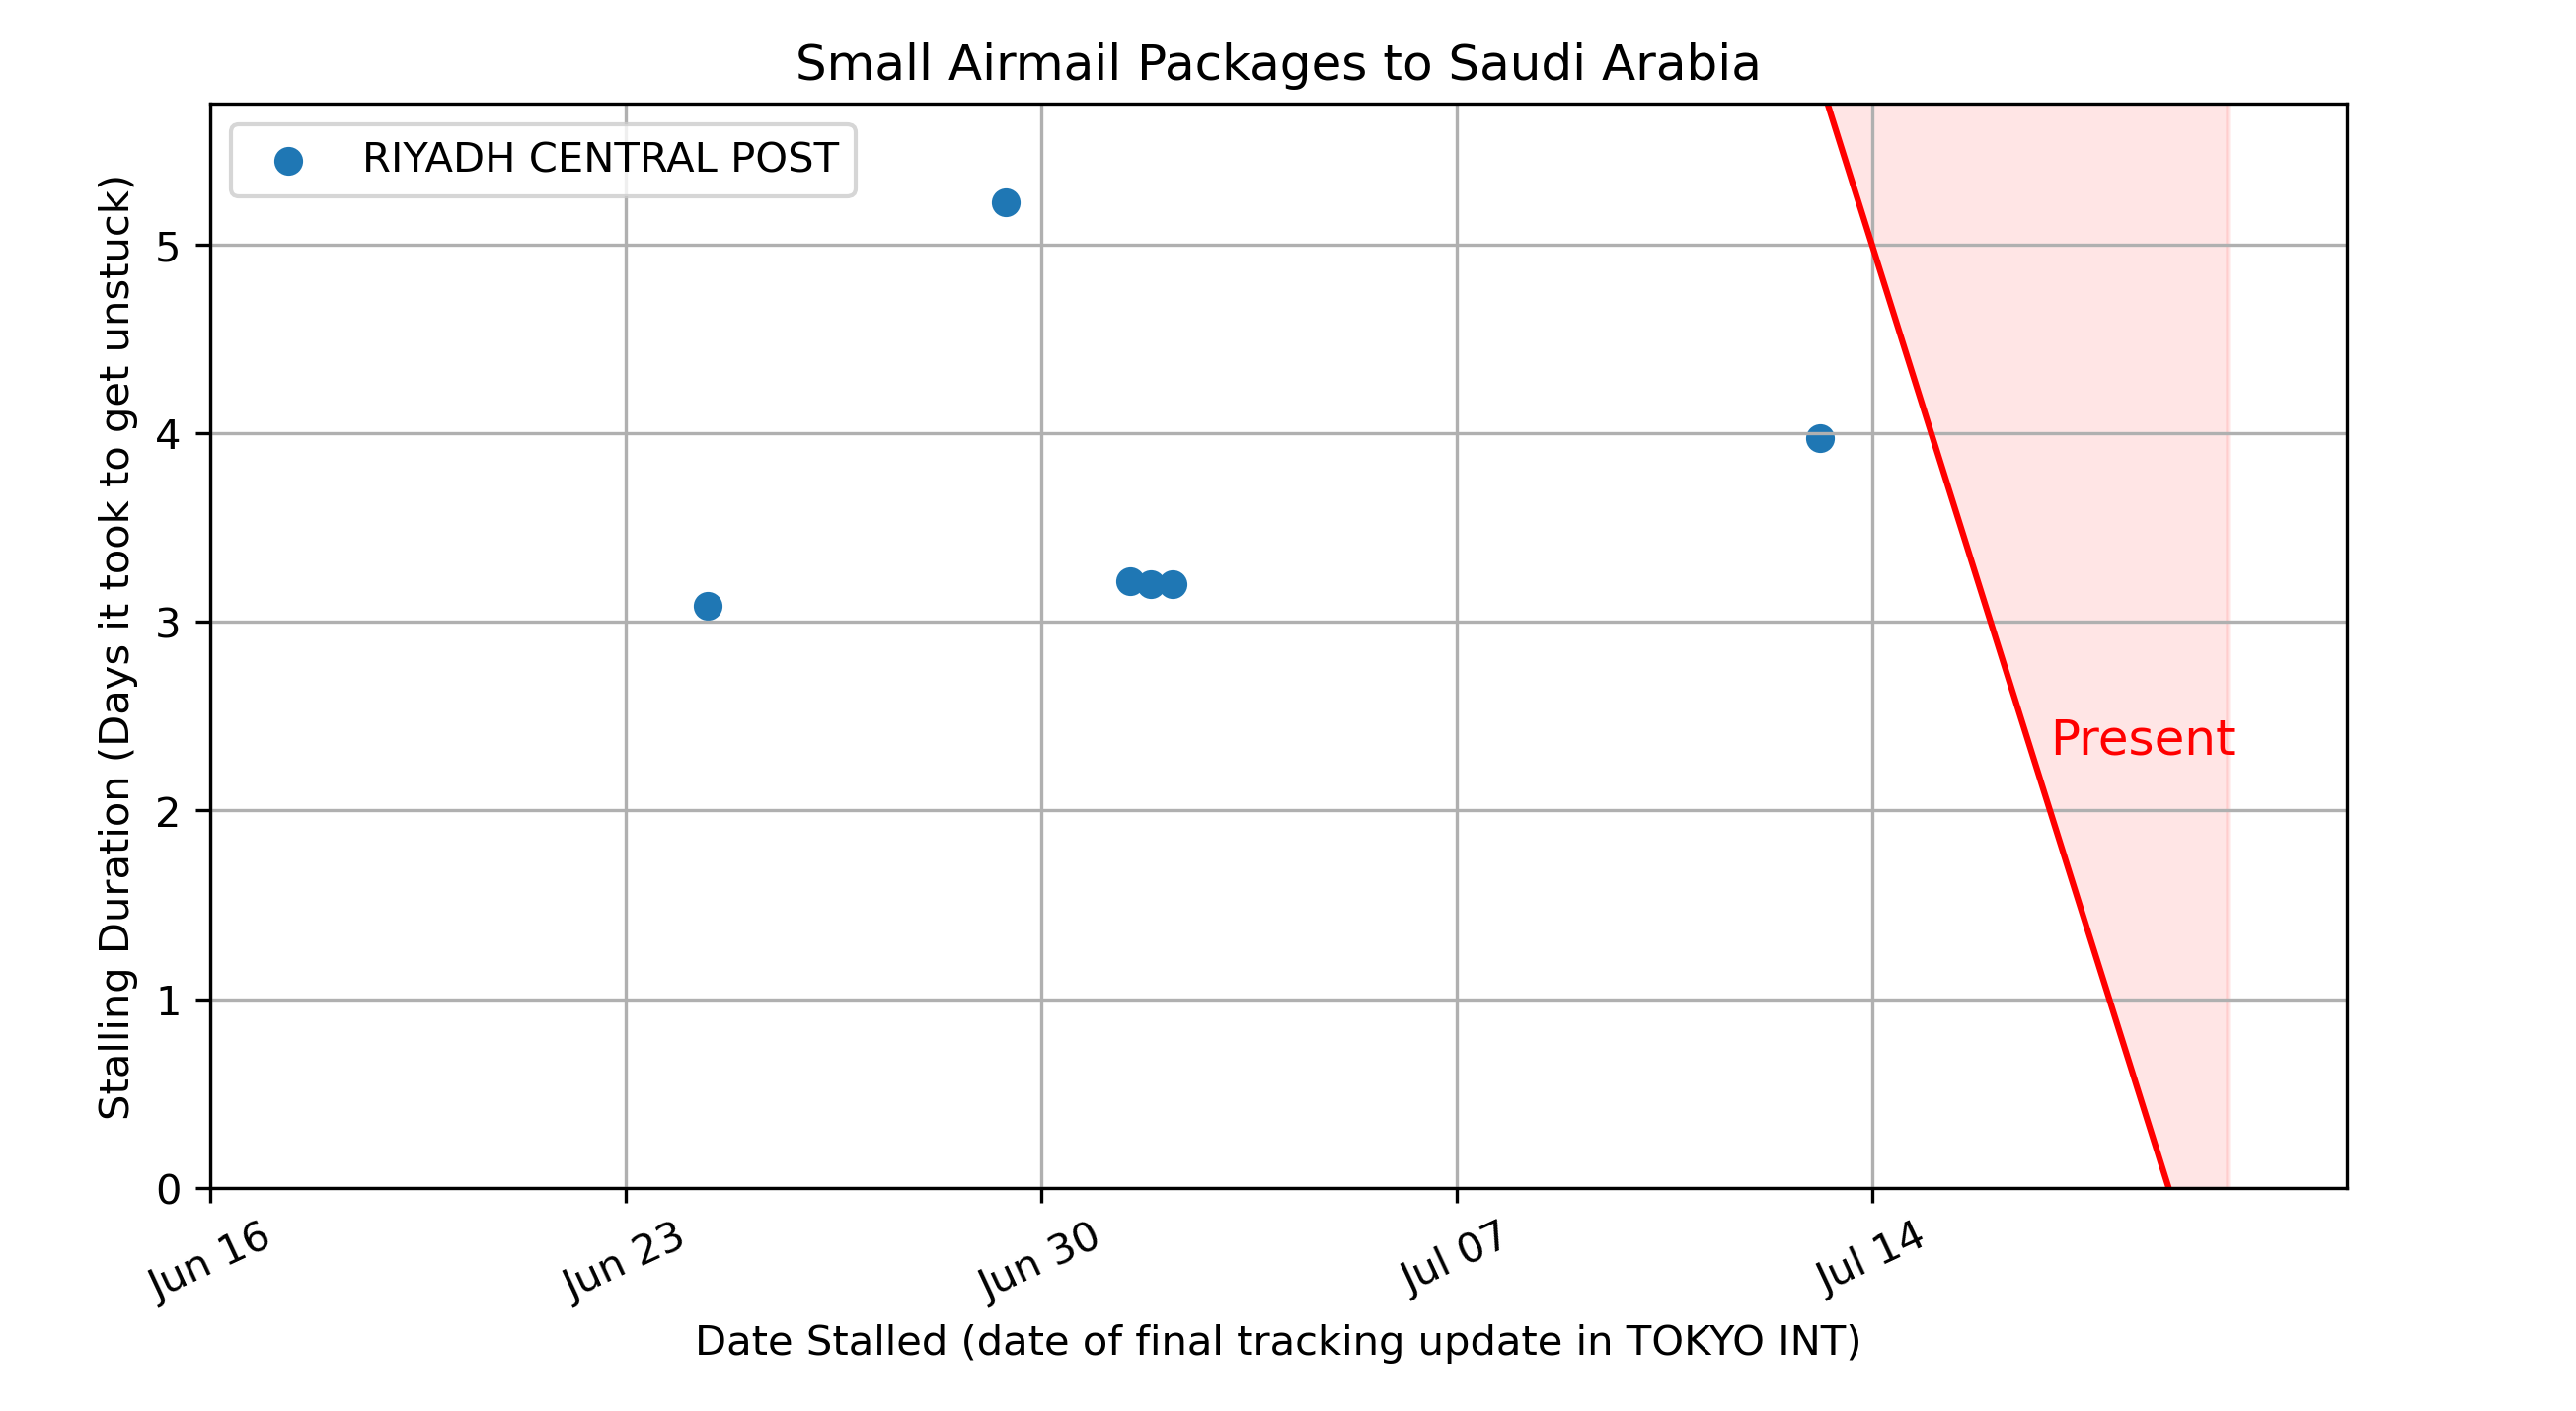 Small Airmail Packages to Saudi Arabia
RIYADH CENTRAL POST
Stalling Duration (Days it took to get unstuck)
5
4
3
2
1
0
Present
Jun 16
Jun 23
Jun 30
Jul 07
Jul 14
Date Stalled (date of final tracking update in TOKYO INT)